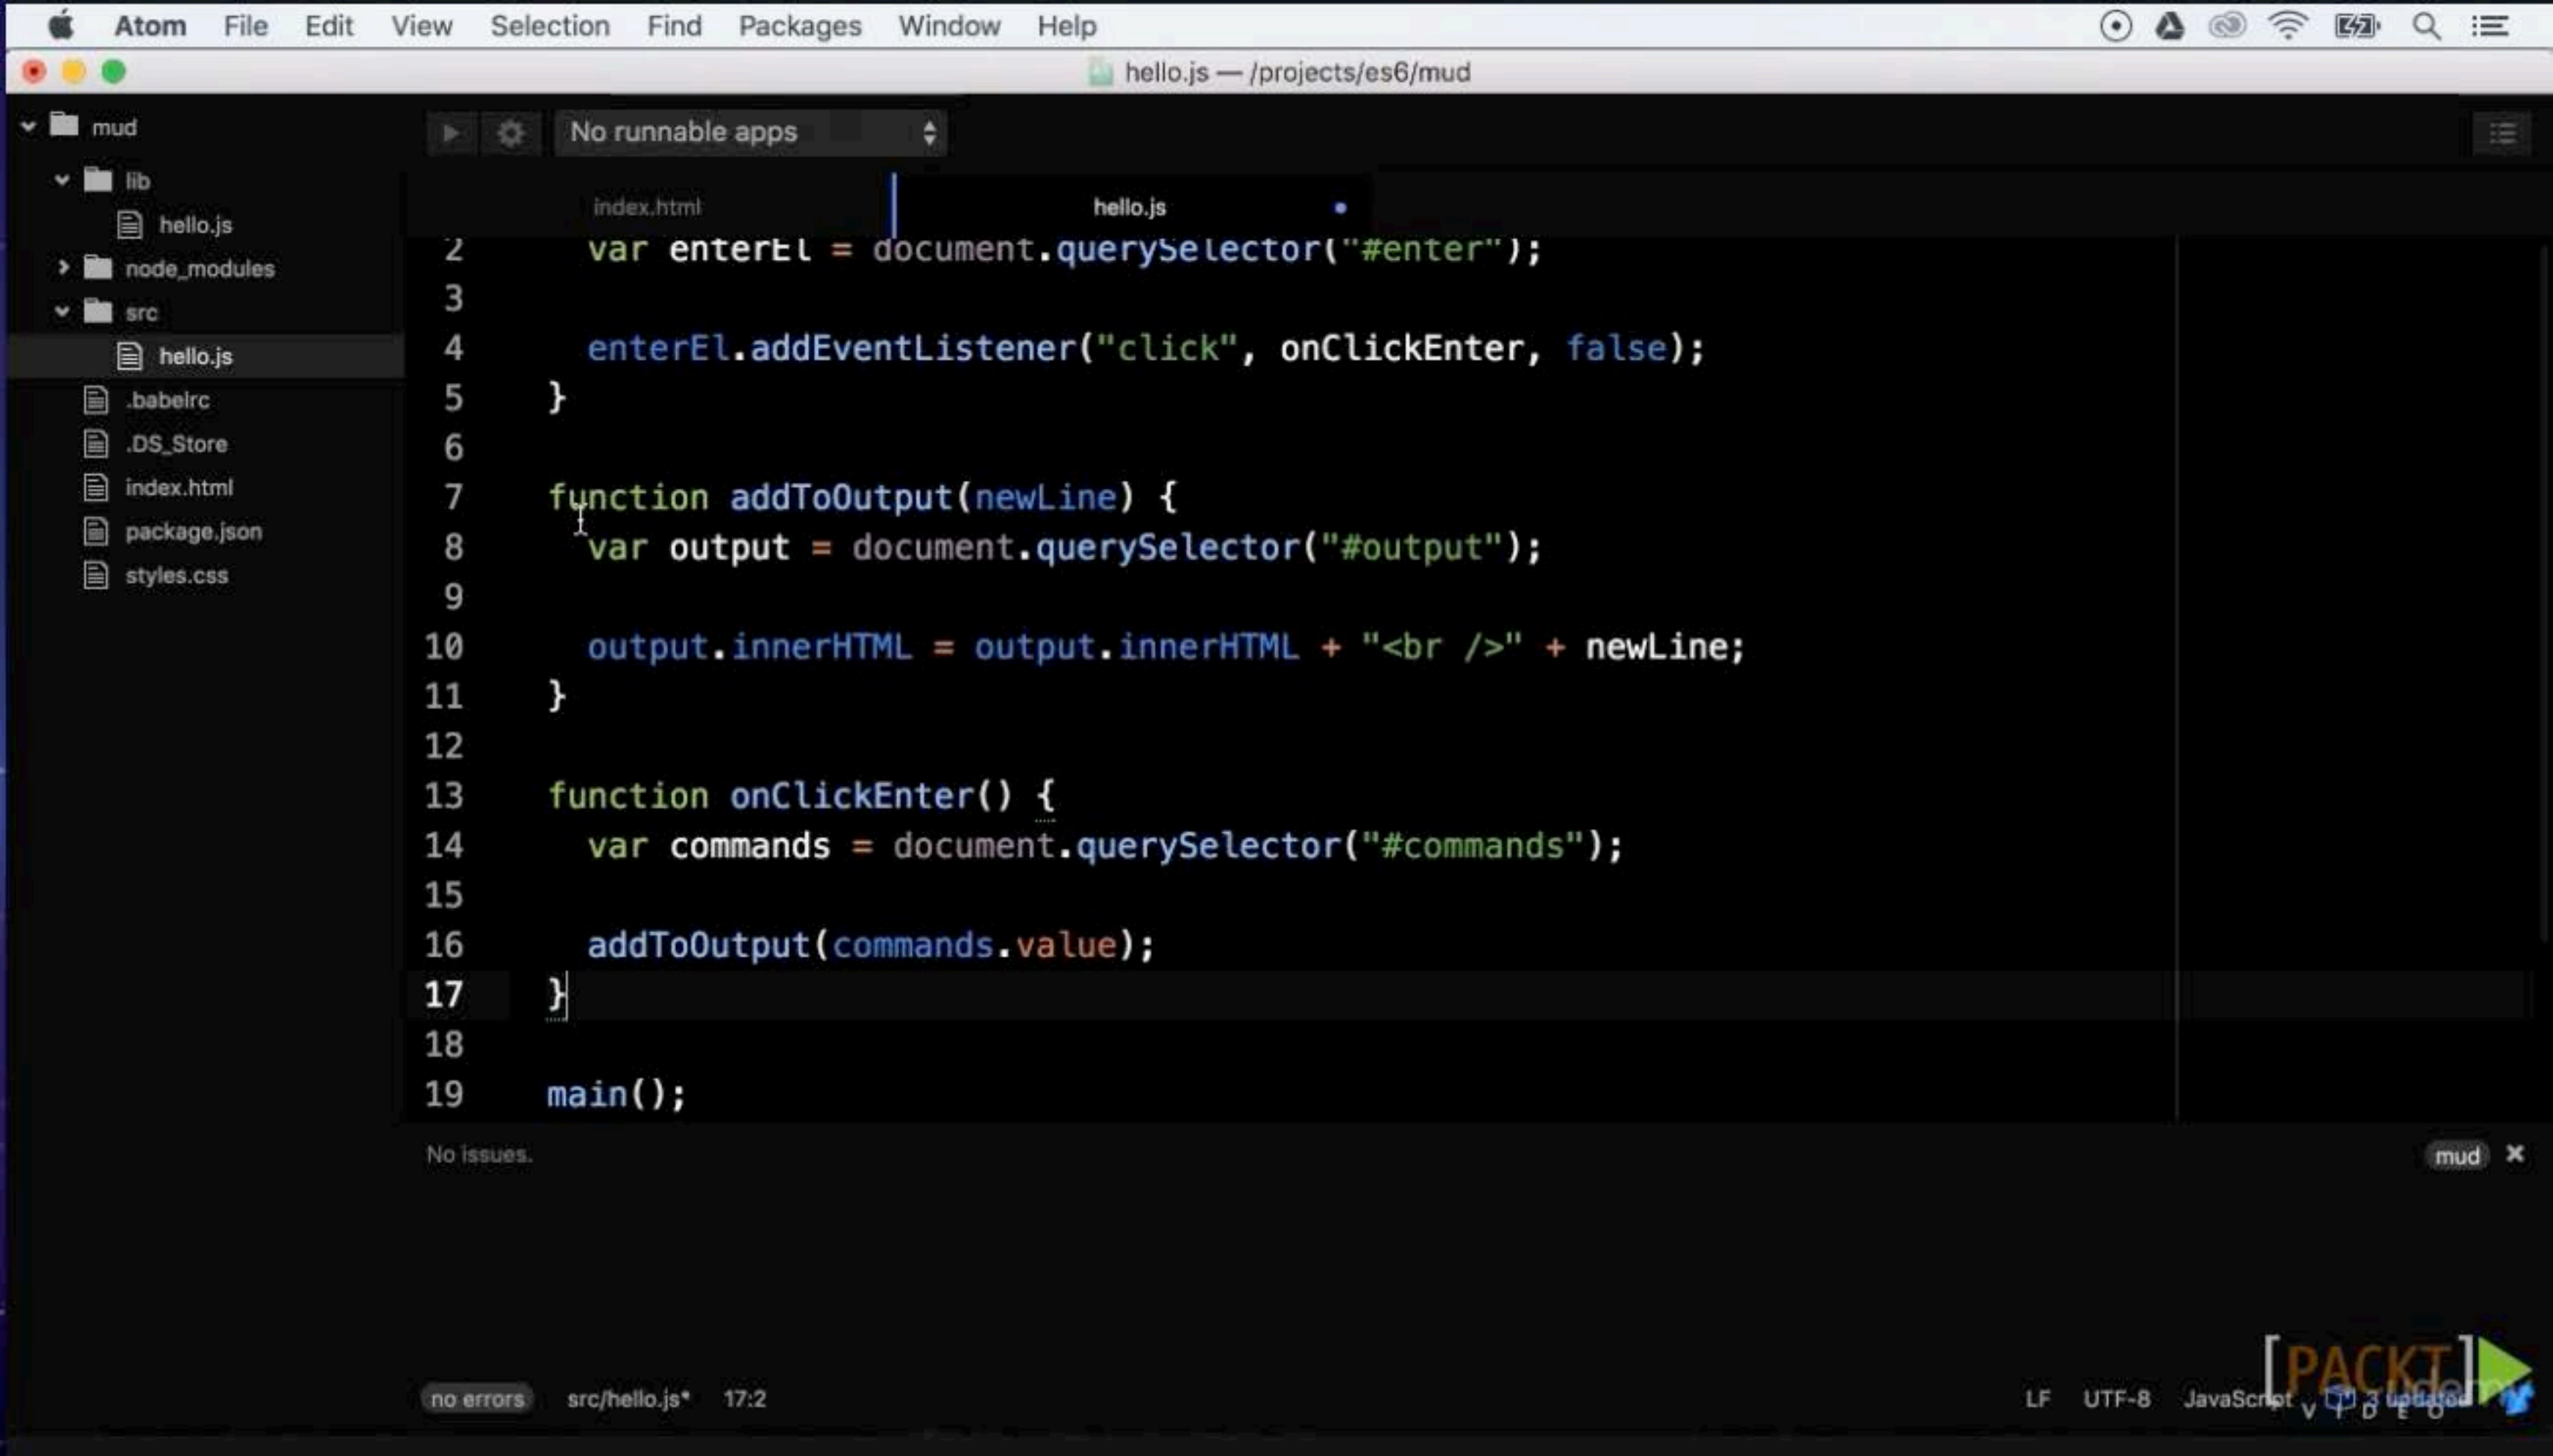 Atom File Edit View Selection Find Packages Window Help
hello.js — /projects/es6/mud
mud
lib
hello.js
node_modules
src
hello.js
.babelrc
.DS_Store
index.html
package.json
styles.css
No runnable apps
index.html
hello.js
2 var enterEl = document.querySelector("#enter");
3
4 enterEl.addEventListener("click", onClickEnter, false);
5 }
6
7 function addToOutput(newLine) {
8 var output = document.querySelector("#output");
9
10 output.innerHTML = output.innerHTML + "<br />" + newLine;
11 }
12
13 function onClickEnter() {
14 var commands = document.querySelector("#commands");
15
16 addToOutput(commands.value);
17 }
18
19 main();
No issues.
mud
no errors src/hello.js* 17:2
LF UTF-8 JavaScript 3 updates
[PACKT]
VIDEO